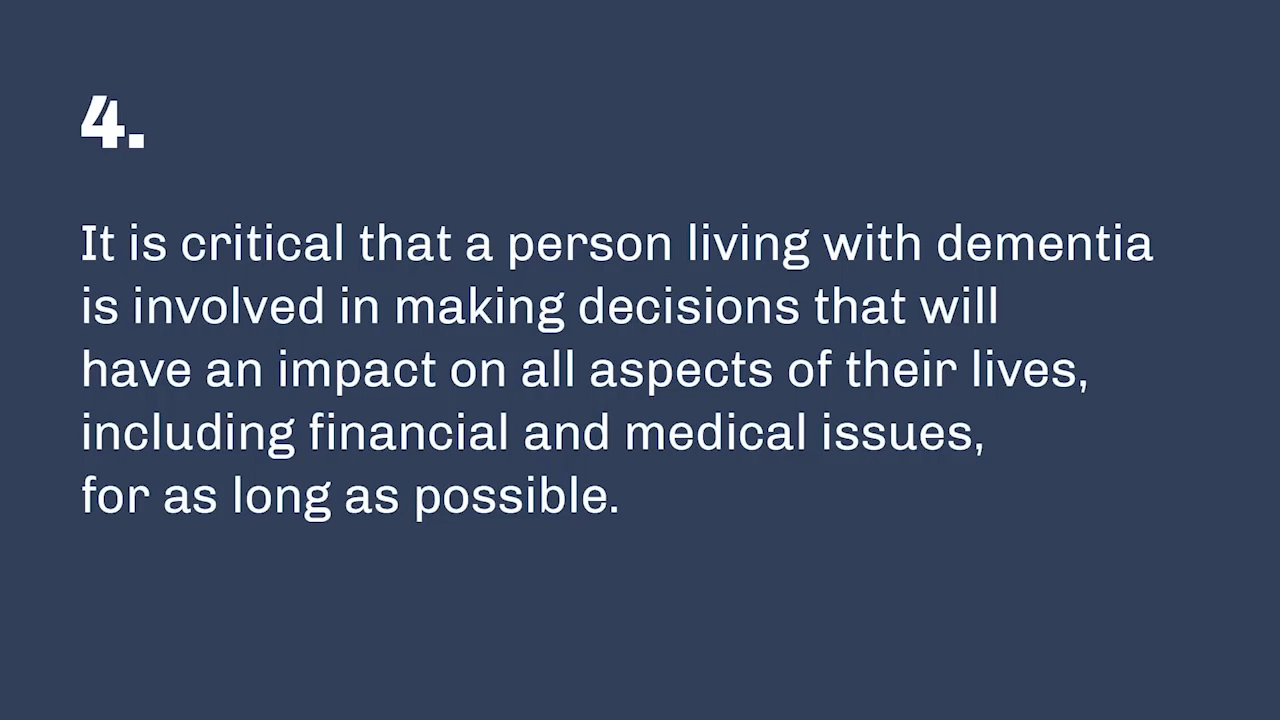 4.
It is critical that a person living with dementia
is involved in making decisions that will
have an impact on all aspects of their lives,
including financial and medical issues,
for as long as possible.